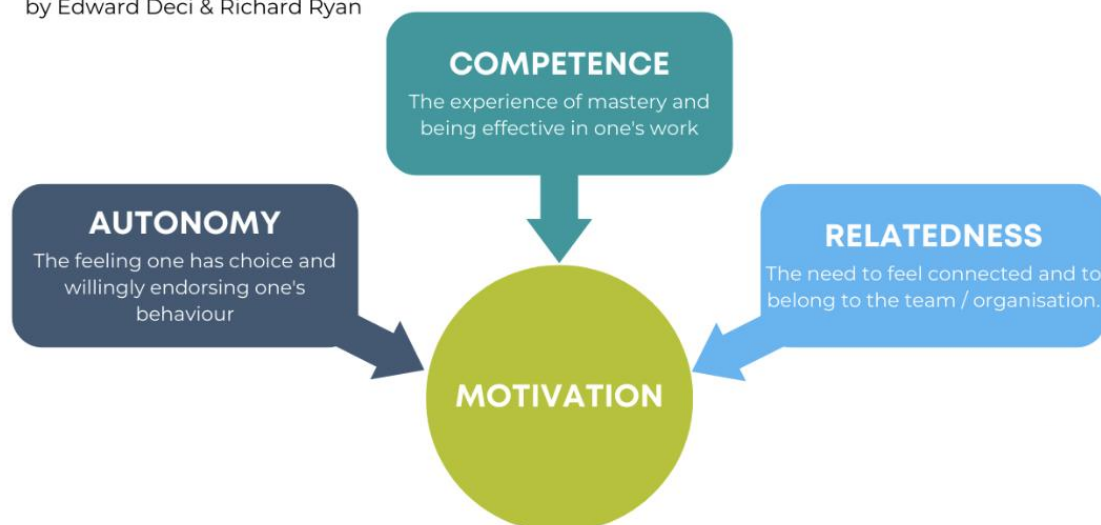 by Edward Deci & Richard Ryan
COMPETENCE
The experience of mastery and
being effective in one's work
AUTONOMY
The feeling one has choice and
willingly endorsing one's
behaviour
RELATEDNESS
The need to feel connected and to
belong to the team / organisation.
MOTIVATION